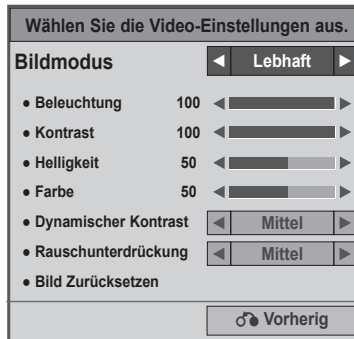 Wählen Sie die Video-Einstellungen aus.
Bildmodus ◄ Lebhaft ►
● Beleuchtung 100 ◄ ►
● Kontrast 100 ◄ ►
● Helligkeit 50 ◄ ►
● Farbe 50 ◄ ►
● Dynamischer Kontrast ◄ Mittel ►
● Rauschunterdrückung ◄ Mittel ►
● Bild Zurücksetzen
Vorherig